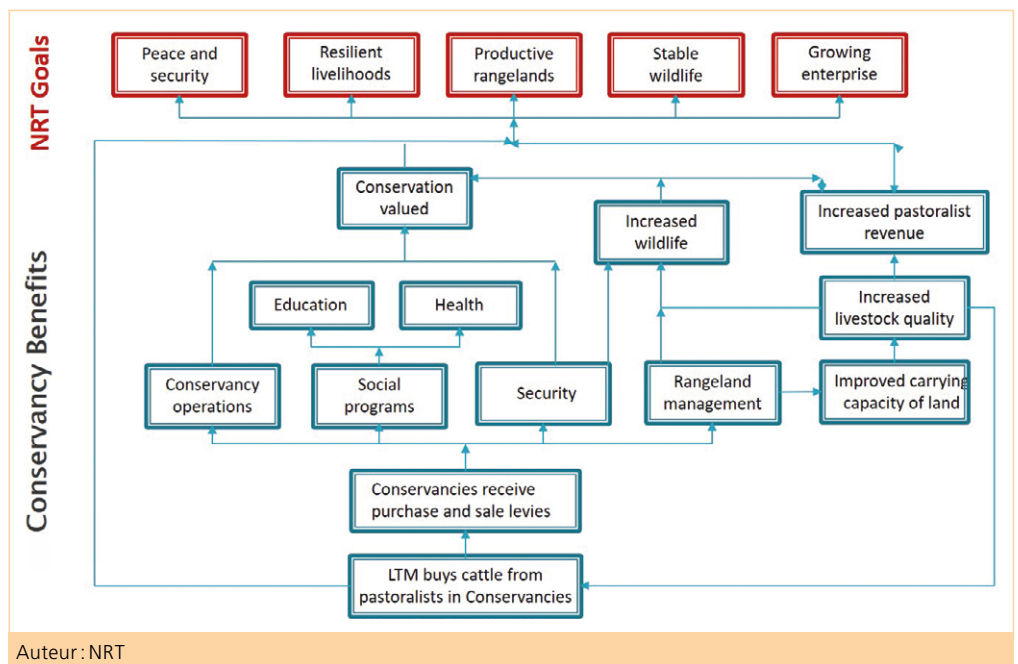 NRT Goals
Peace and
security
Resilient
livelihoods
Productive
rangelands
Stable
wildlife
Growing
enterprise
Conservancy Benefits
Conservation
valued
Increased
wildlife
Increased pastoralist
revenue
Education
Health
Increased
livestock quality
Conservancy
operations
Social
programs
Security
Rangeland
management
Improved carrying
capacity of land
Conservancies receive
purchase and sale levies
LTM buys cattle from
pastoralists in Conservancies
Auteur : NRT